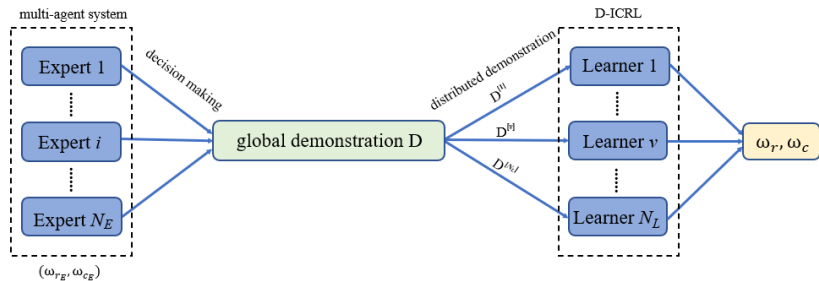 multi-agent system
Expert 1
Expert i
Expert N_E
(ω_{r_E}, ω_{c_E})
decision making
global demonstration D
distributed demonstration
D^{[1]}
D^{[v]}
D^{[N_L]}
D-ICRL
Learner 1
Learner v
Learner N_L
ω_r, ω_c